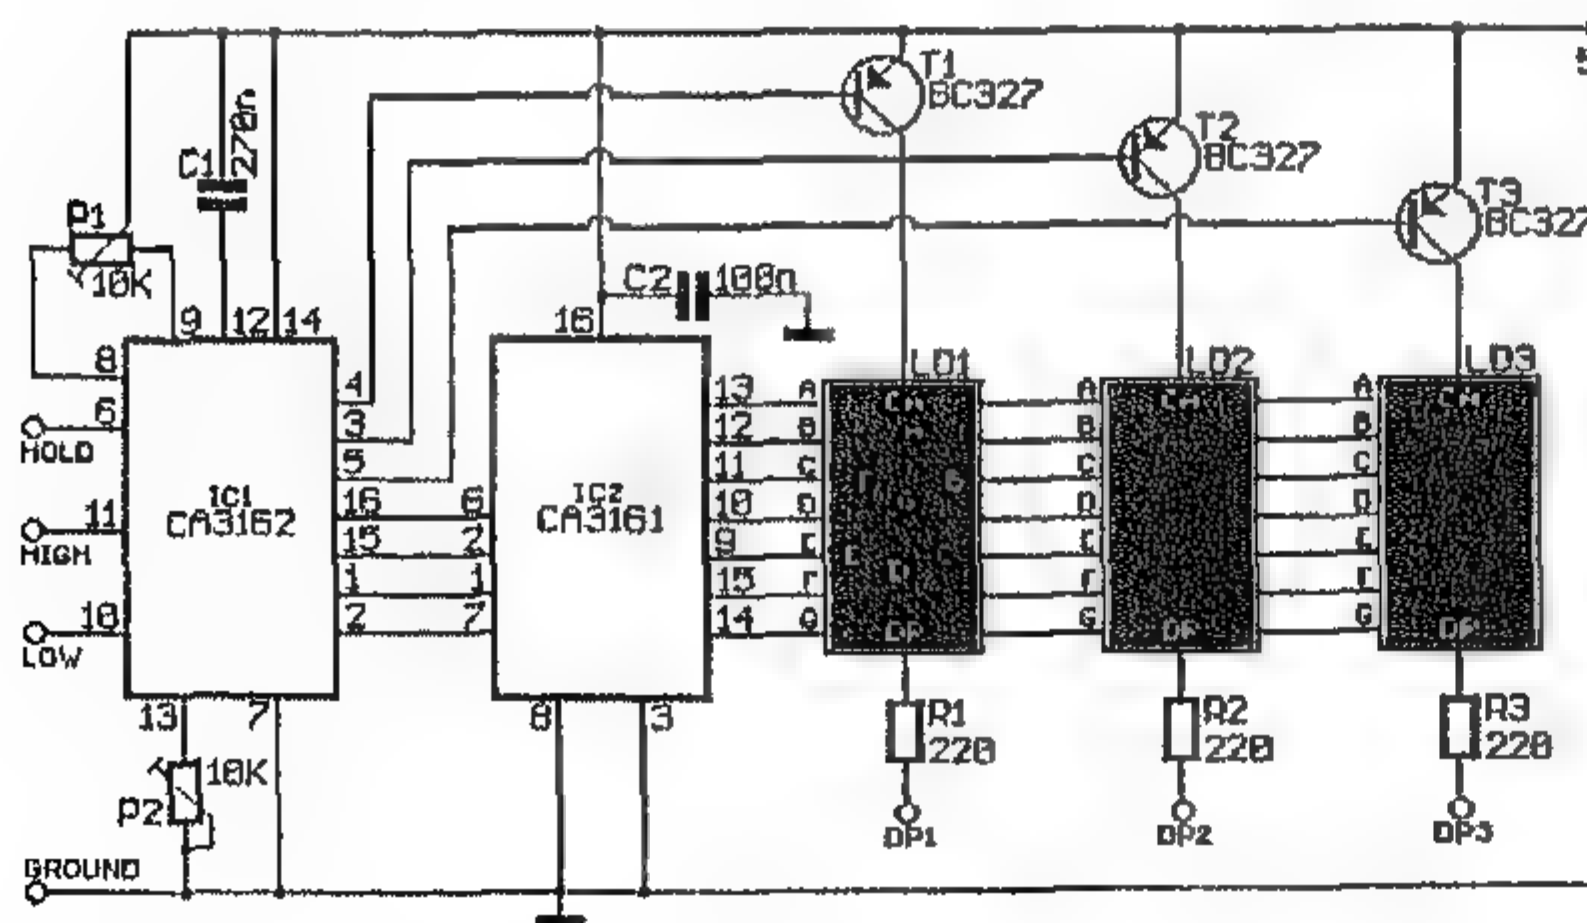 T1
BC327
T2
BC327
T3
BC327
C1
270n
P1
10K
C2
100n
9
12
14
16
8
6
HOLD
11
HIGH
10
LOW
IC1
CA3162
4
3
5
16
15
1
2
13
7
6
2
1
7
IC2
CA3161
13
12
11
10
9
15
14
8
3
A
B
C
D
E
F
G
LD1
CA
A
F
G
E
C
D
DP
A
B
C
D
E
F
G
LD2
CA
DP
A
B
C
D
E
F
G
LD3
CA
DP
10K
P2
R1
220
R2
220
R3
220
DP1
DP2
DP3
GROUND